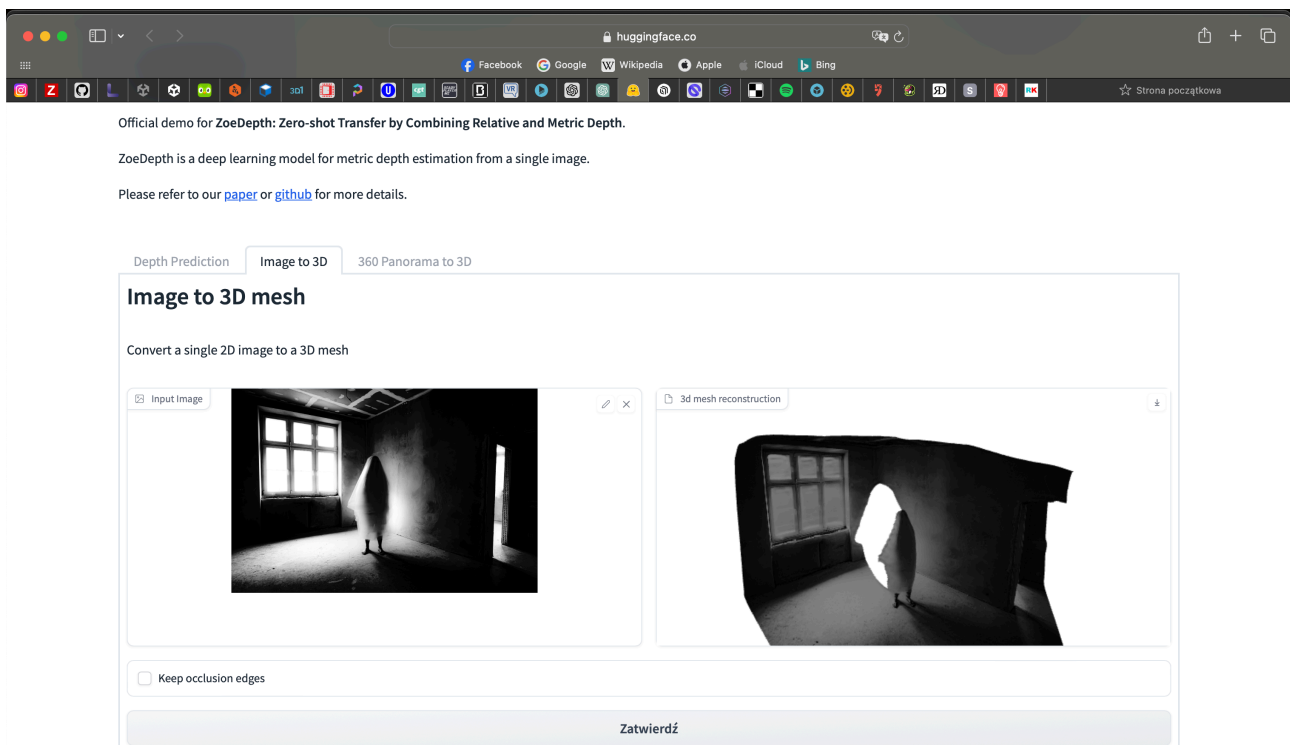 huggingface.co
Facebook Google Wikipedia Apple iCloud Bing
Strona początkowa
Official demo for ZoeDepth: Zero-shot Transfer by Combining Relative and Metric Depth.
ZoeDepth is a deep learning model for metric depth estimation from a single image.
Please refer to our paper or github for more details.
Depth Prediction Image to 3D 360 Panorama to 3D
Image to 3D mesh
Convert a single 2D image to a 3D mesh
Input Image 3d mesh reconstruction
Keep occlusion edges
Zatwierdź